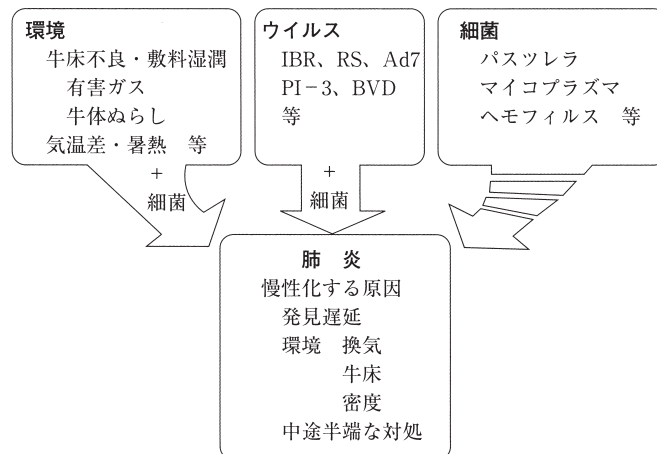 環境
牛床不良・敷料湿潤
有害ガス
牛体ぬらし
気温差・暑熱　等
+
細菌
ウイルス
IBR、RS、Ad7
PI－3、BVD
等
+
細菌
細菌
パスツレラ
マイコプラズマ
ヘモフィルス　等
肺　炎
慢性化する原因
発見遅延
環境　換気
牛床
密度
中途半端な対処